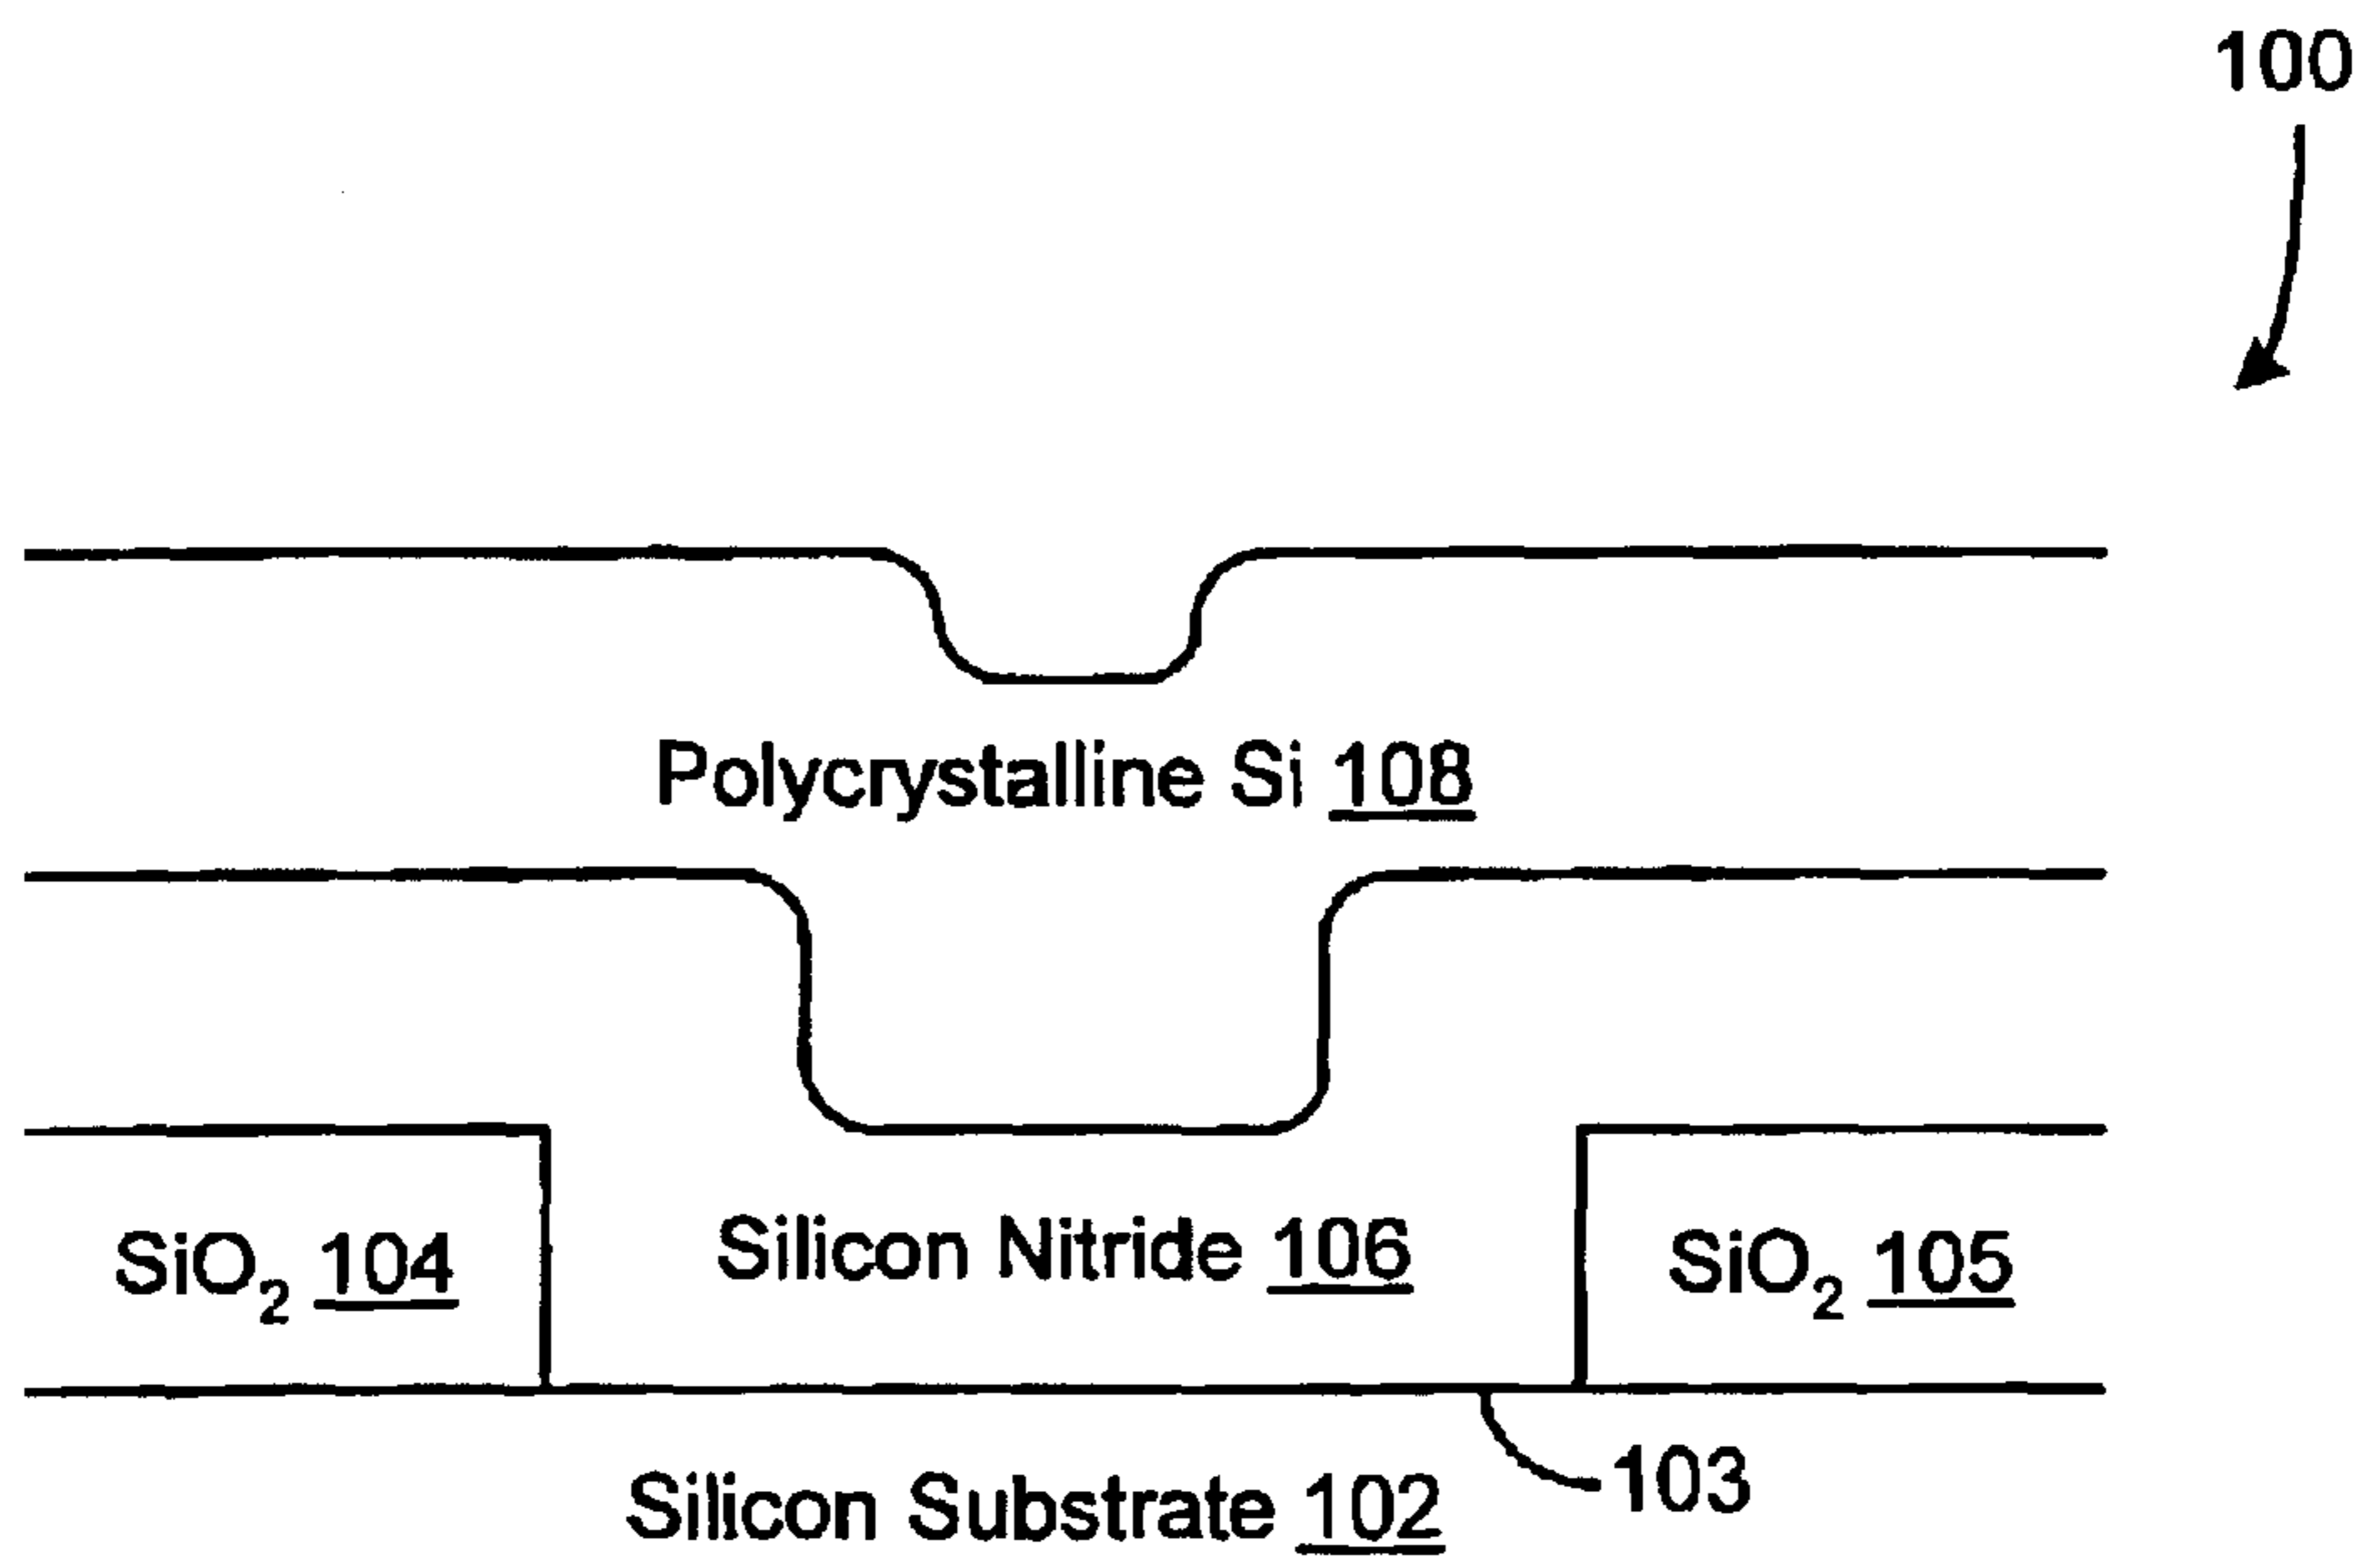 100
Polycrystalline Si 108
SiO2 104
Silicon Nitride 106
SiO2 105
Silicon Substrate 102
103